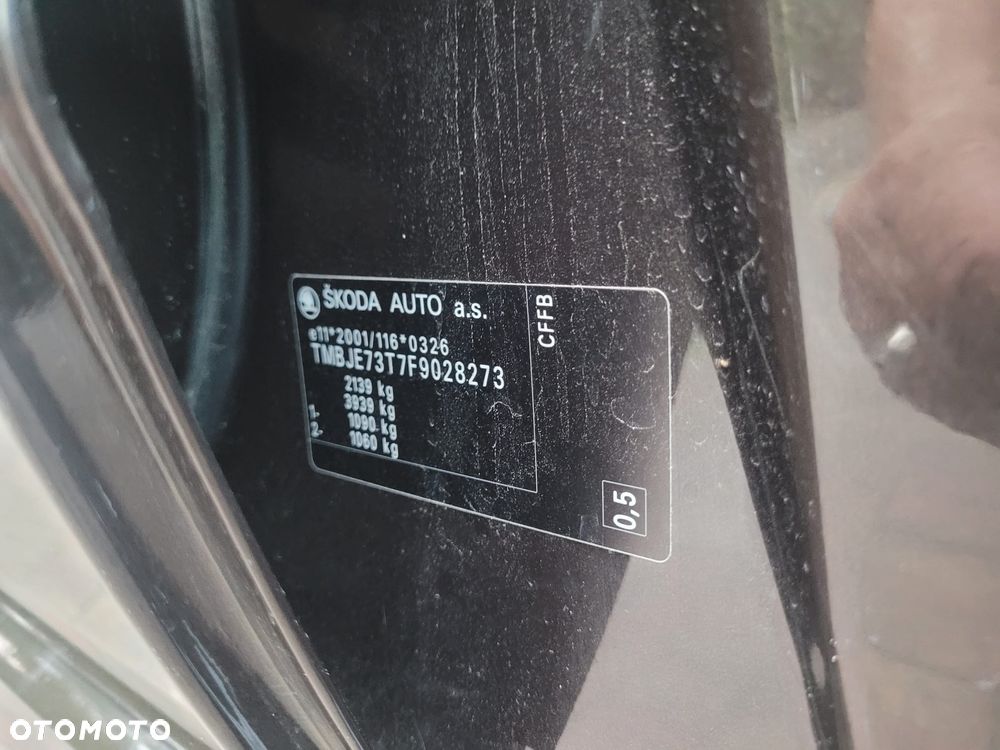 ŠKODA AUTO a.s.
e11*2001/116*0326
TMBJE73T7F9028273
2139 kg
3939 kg
1- 1090 kg
2- 1060 kg
CFFB
0,5
OTOMOTO